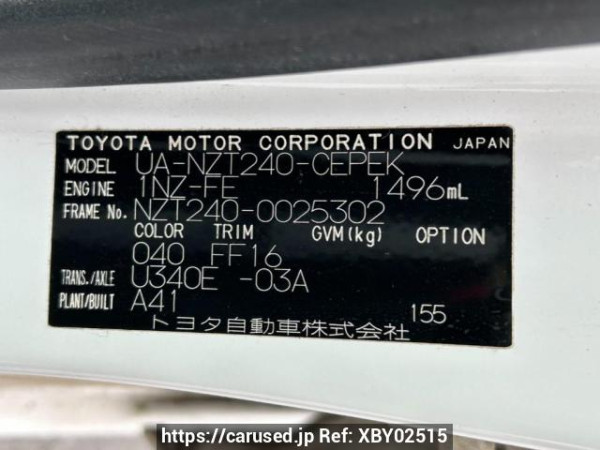 TOYOTA MOTOR CORPORATION JAPAN
MODEL UA-NZT240-CEPEK
ENGINE 1NZ-FE 1496mL
FRAME No. NZT240-0025302
COLOR TRIM GVM(kg) OPTION
040 FF16
TRANS./AXLE U340E -03A
PLANT/BUILT A41 155
トヨタ自動車株式会社
https://carused.jp Ref: XBY02515